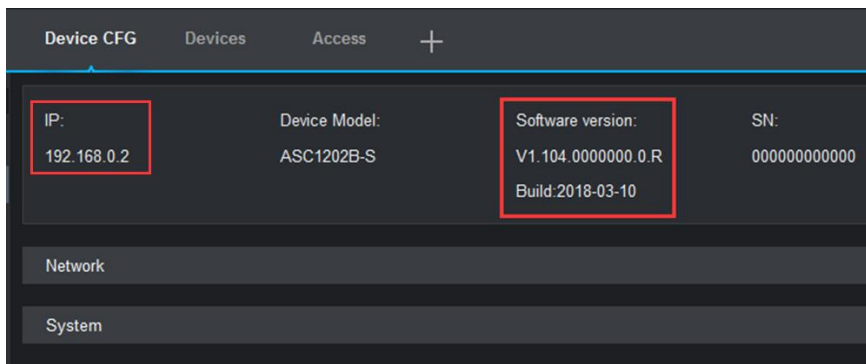 Device CFG Devices Access +
IP: Device Model: Software version: SN:
192.168.0.2 ASC1202B-S V1.104.0000000.0.R 000000000000
Build:2018-03-10
Network
System